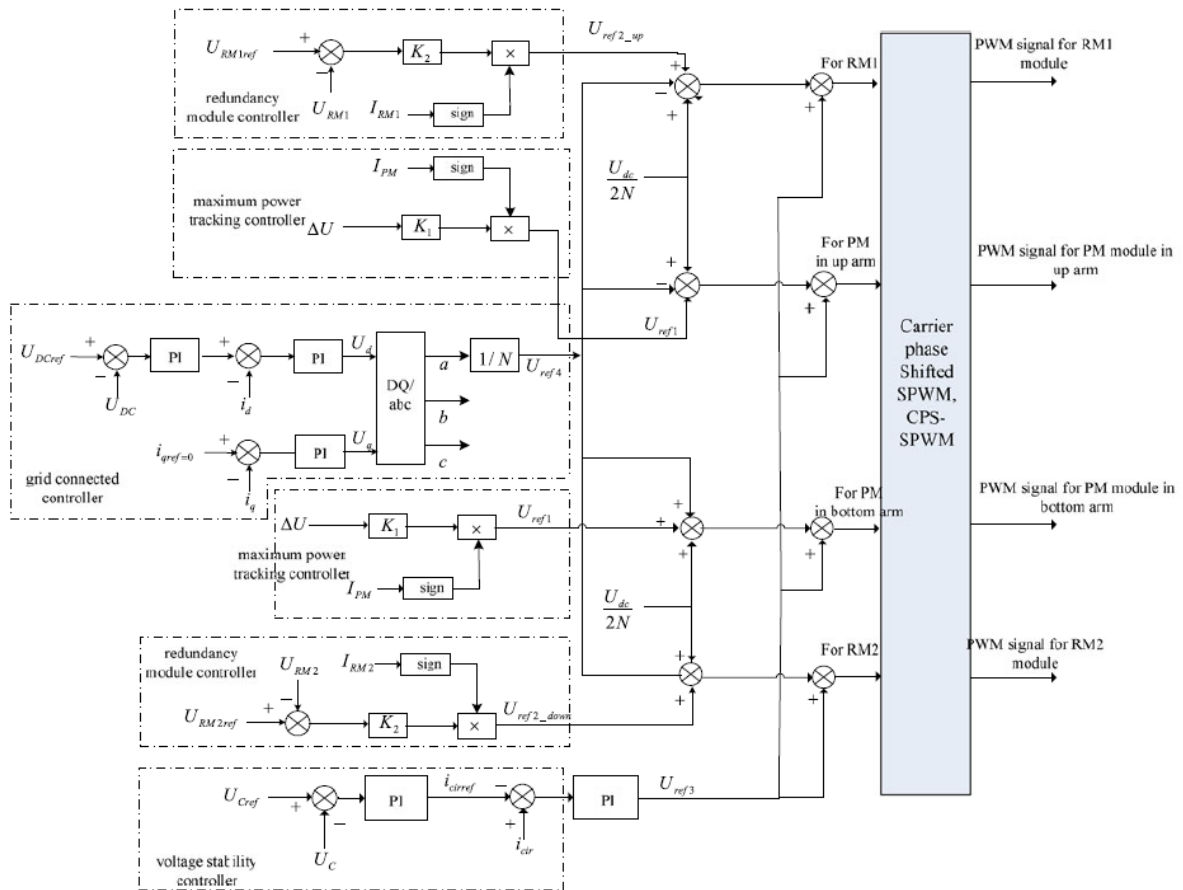 U_RM1ref
+
−
U_RM1
K_2
×
U_ref2_up
redundancy
module controller
I_RM1
sign
+
−
+
For RM1
+
PWM signal for RM1
module
I_PM
sign
maximum power
tracking controller
ΔU
K_1
×
U_dc
2N
+
−
For PM
in up arm
+
PWM signal for PM module in
up arm
U_ref1
U_DCref
+
−
U_DC
PI
+
−
i_d
PI
U_d
DQ/
abc
a
1/N
U_ref4
b
c
i_qref=0
+
−
i_q
PI
U_q
grid connected
controller
Carrier
phase
Shifted
SPWM,
CPS-
SPWM
ΔU
K_1
×
U_ref1
maximum power
tracking controller
I_PM
sign
+
+
+
For PM
in bottom arm
+
PWM signal for PM module in
bottom arm
U_dc
2N
redundancy
module controller
U_RM2
I_RM2
sign
−
+
U_RM2ref
K_2
×
U_ref2_down
+
+
For RM2
+
PWM signal for RM2
module
U_Cref
+
−
U_C
PI
i_cirref
−
+
i_cir
PI
U_ref3
voltage stability
controller